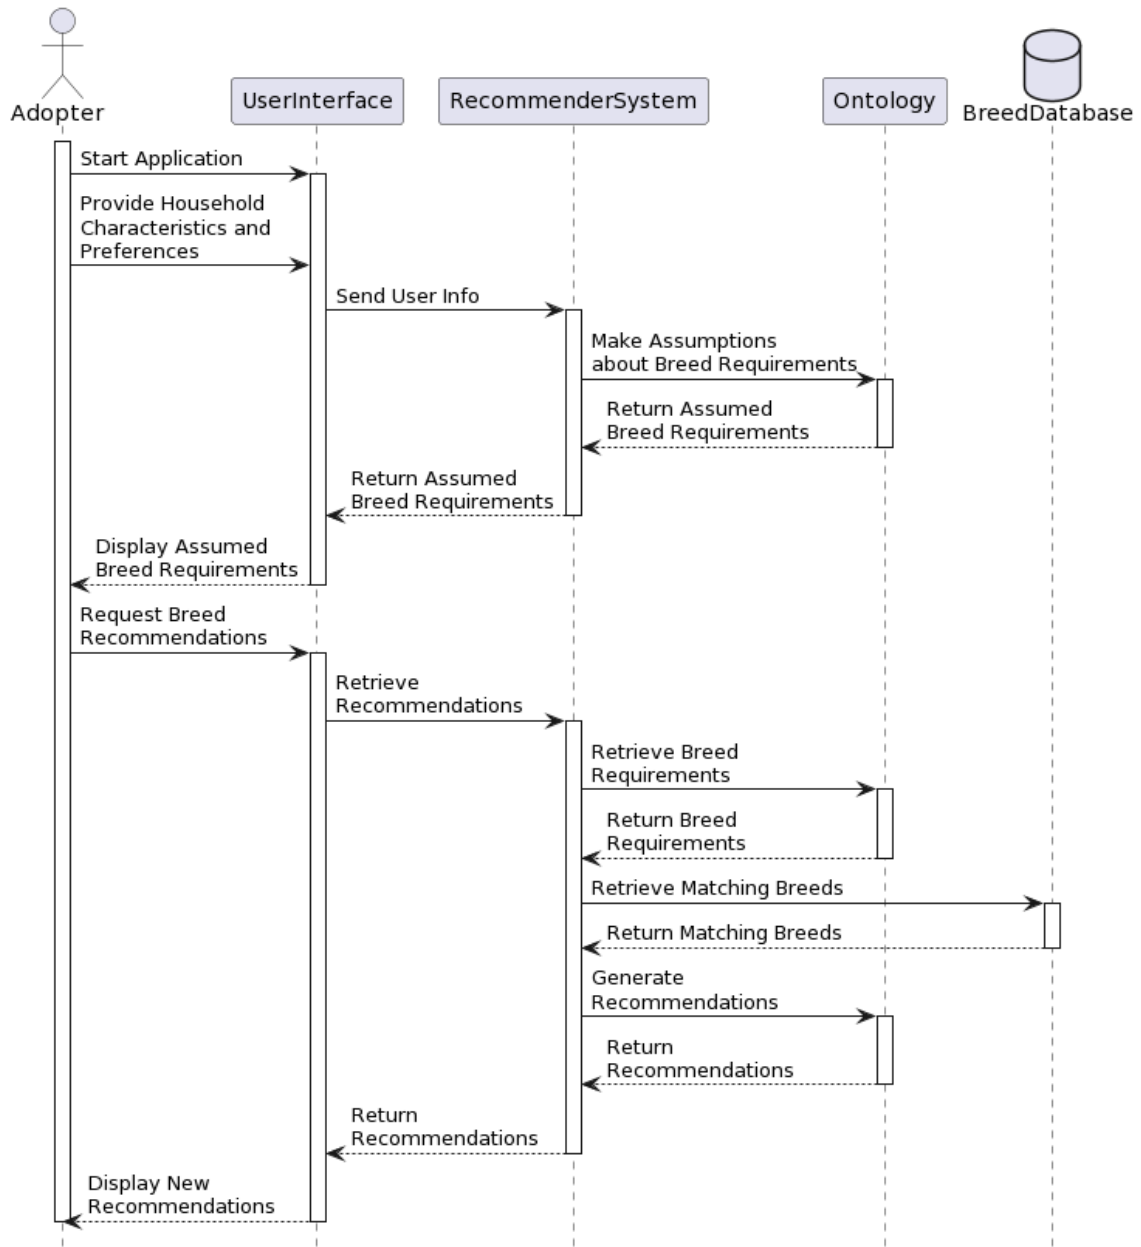 Adopter
UserInterface
RecommenderSystem
Ontology
BreedDatabase
Start Application
Provide Household
Characteristics and
Preferences
Send User Info
Make Assumptions
about Breed Requirements
Return Assumed
Breed Requirements
Return Assumed
Breed Requirements
Display Assumed
Breed Requirements
Request Breed
Recommendations
Retrieve
Recommendations
Retrieve Breed
Requirements
Return Breed
Requirements
Retrieve Matching Breeds
Return Matching Breeds
Generate
Recommendations
Return
Recommendations
Return
Recommendations
Display New
Recommendations